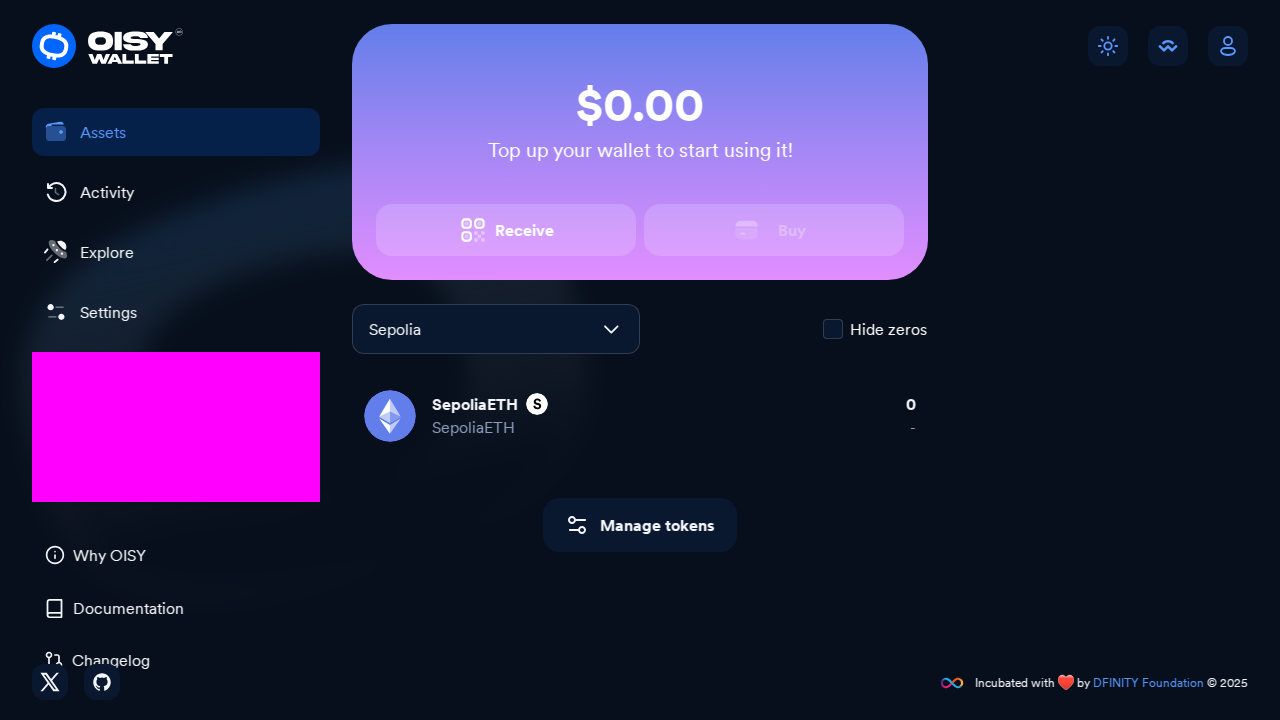 OISY
WALLET
Assets
Activity
Explore
Settings
Why OISY
Documentation
Changelog
$0.00
Top up your wallet to start using it!
Receive
Buy
Sepolia
Hide zeros
SepoliaETH S
0
SepoliaETH
-
Manage tokens
Incubated with ❤️ by DFINITY Foundation © 2025